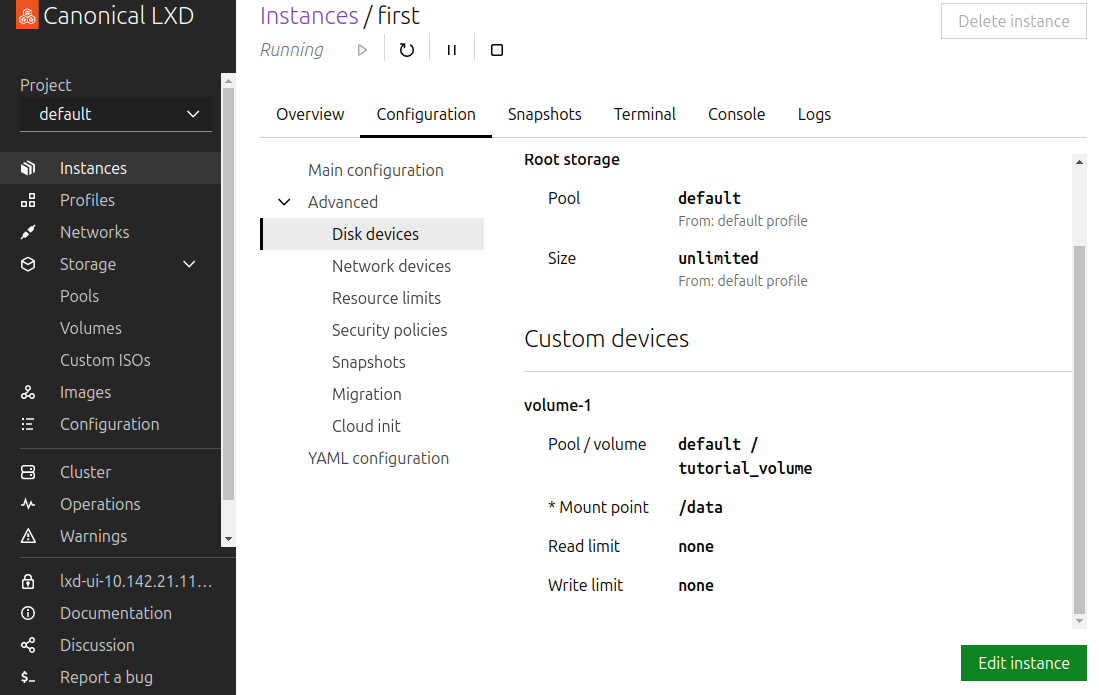 Canonical LXD
Project
default
Instances
Profiles
Networks
Storage
Pools
Volumes
Custom ISOs
Images
Configuration
Cluster
Operations
Warnings
lxd-ui-10.142.21.11…
Documentation
Discussion
Report a bug
Instances / first
Delete instance
Running
Overview Configuration Snapshots Terminal Console Logs
Main configuration
Advanced
Disk devices
Network devices
Resource limits
Security policies
Snapshots
Migration
Cloud init
YAML configuration
Root storage
Pool default
From: default profile
Size unlimited
From: default profile
Custom devices
volume-1
Pool / volume default /
tutorial_volume
* Mount point /data
Read limit none
Write limit none
Edit instance